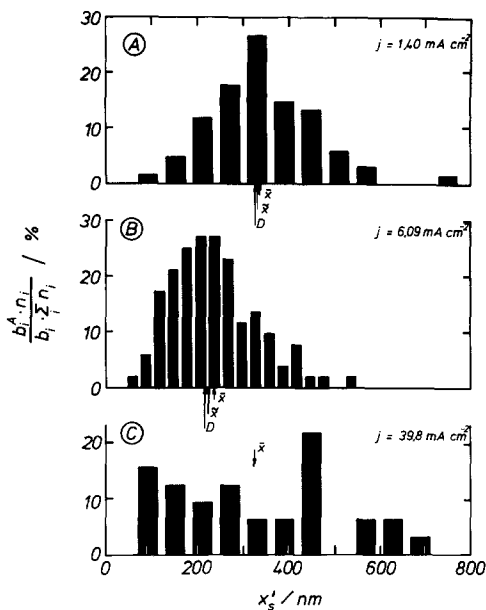 A
j = 1,40 mA cm⁻²
30
20
10
0
x̄
x̃
D
B
j = 6,09 mA cm⁻²
30
20
10
0
x̄
x̃
D
bᵢᴬ · nᵢ / bᵢ · Σᵢ nᵢ / %
C
j = 39,8 mA cm⁻²
x̄
20
10
0
0 200 400 600 800
xₛ' / nm